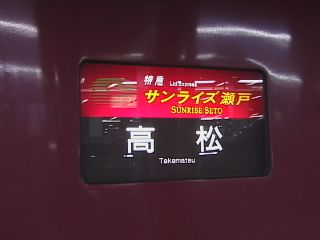 特急
Ltd. Express
サンライズ瀬戸
SUNRISE SETO
高松
Takamatsu